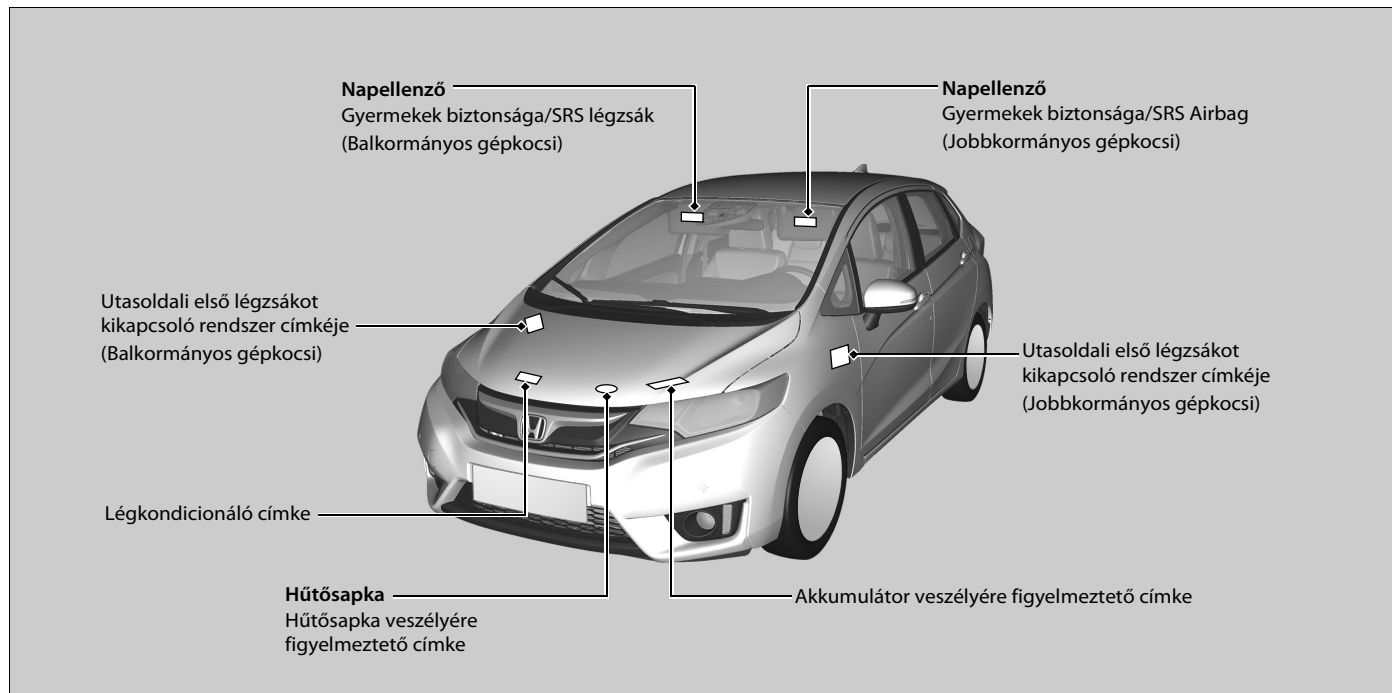 Napellenző
Gyermekek biztonsága/SRS légzsák
(Balkormányos gépkocsi)
Napellenző
Gyermekek biztonsága/SRS Airbag
(Jobbkormányos gépkocsi)
Utasoldali első légzsákot
kikapcsoló rendszer címkéje
(Balkormányos gépkocsi)
Utasoldali első légzsákot
kikapcsoló rendszer címkéje
(Jobbkormányos gépkocsi)
Légkondicionáló címke
Hűtősapka
Hűtősapka veszélyére
figyelmeztető címke
Akkumulátor veszélyére figyelmeztető címke